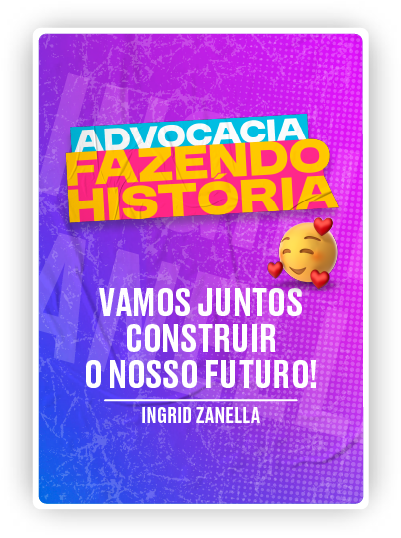 ADVOCACIA
FAZENDO
HISTÓRIA
VAMOS JUNTOS
CONSTRUIR
O NOSSO FUTURO!
INGRID ZANELLA